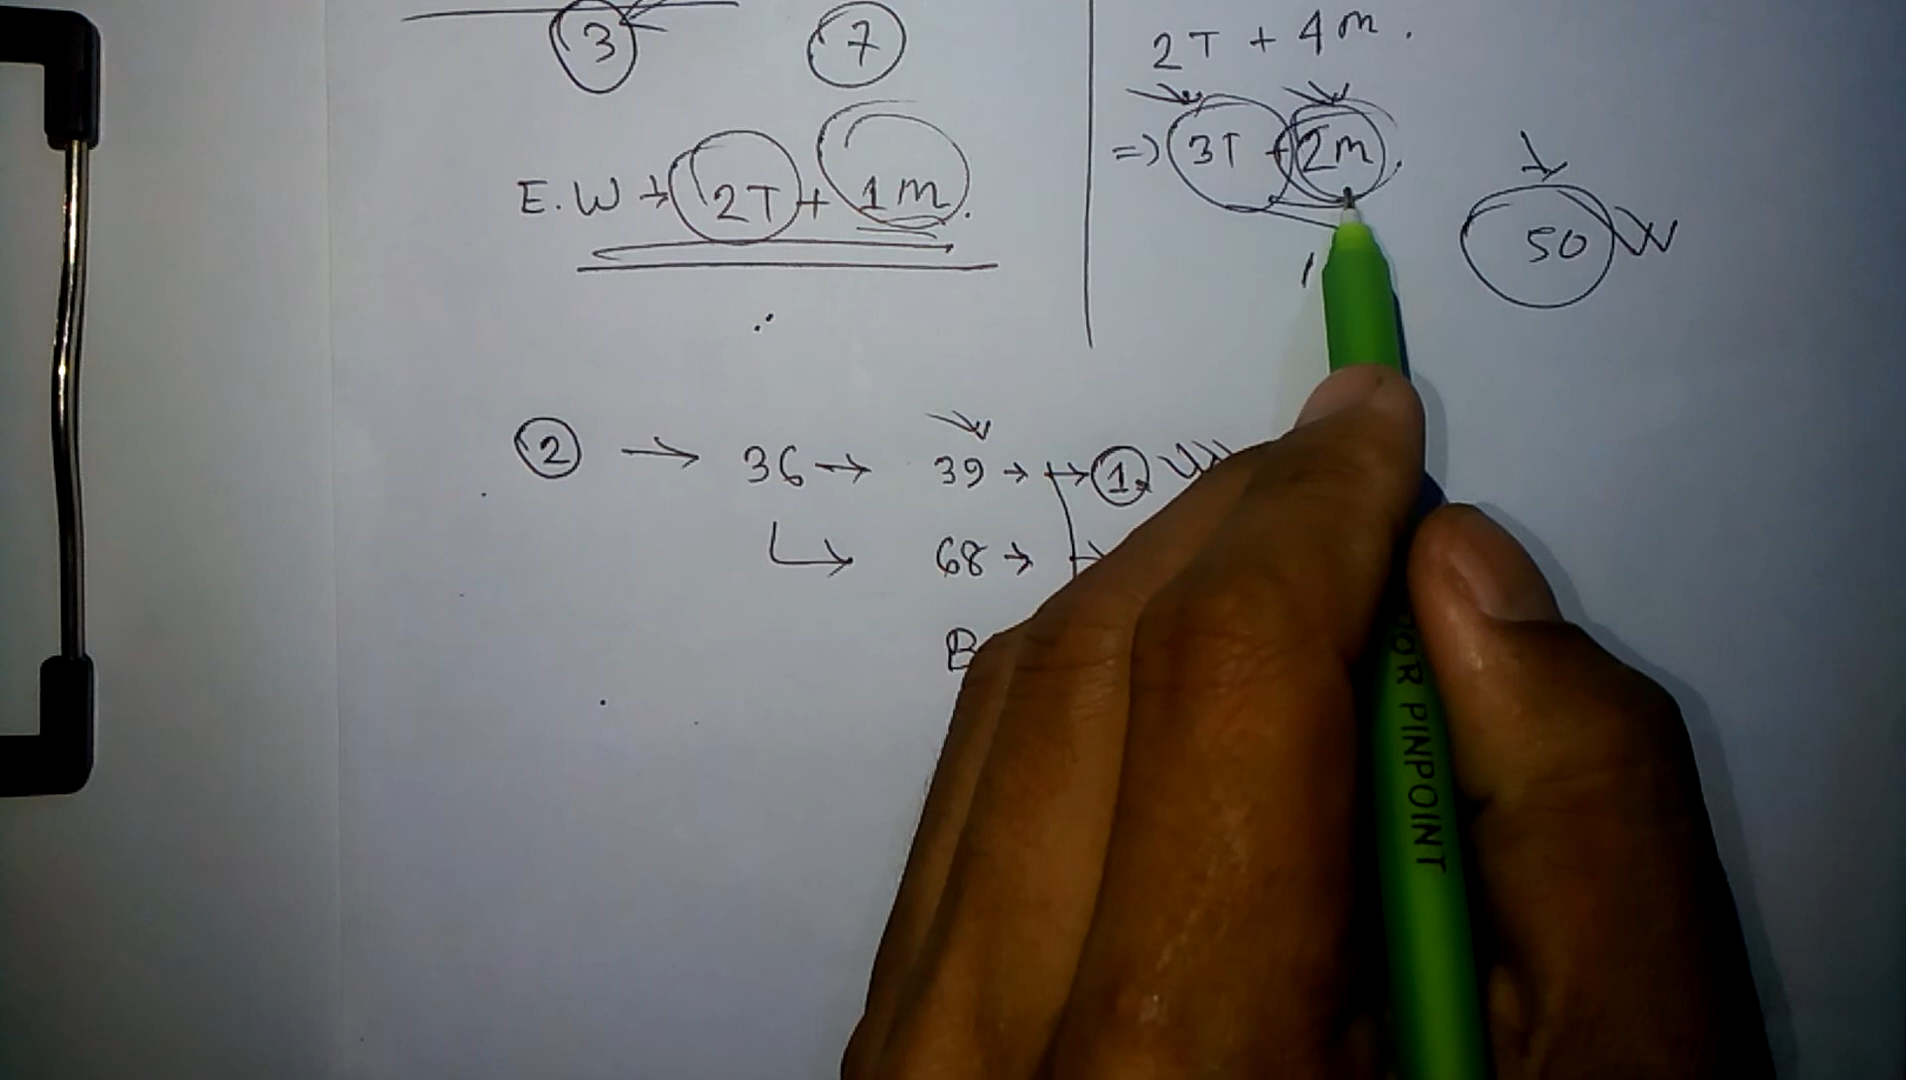 3 7
E.W → 2T + 1m.
2T + 4m.
=> 3T + 2m.
50
2 → 36 → 39 → → 1
68 →
B
PINPOINT